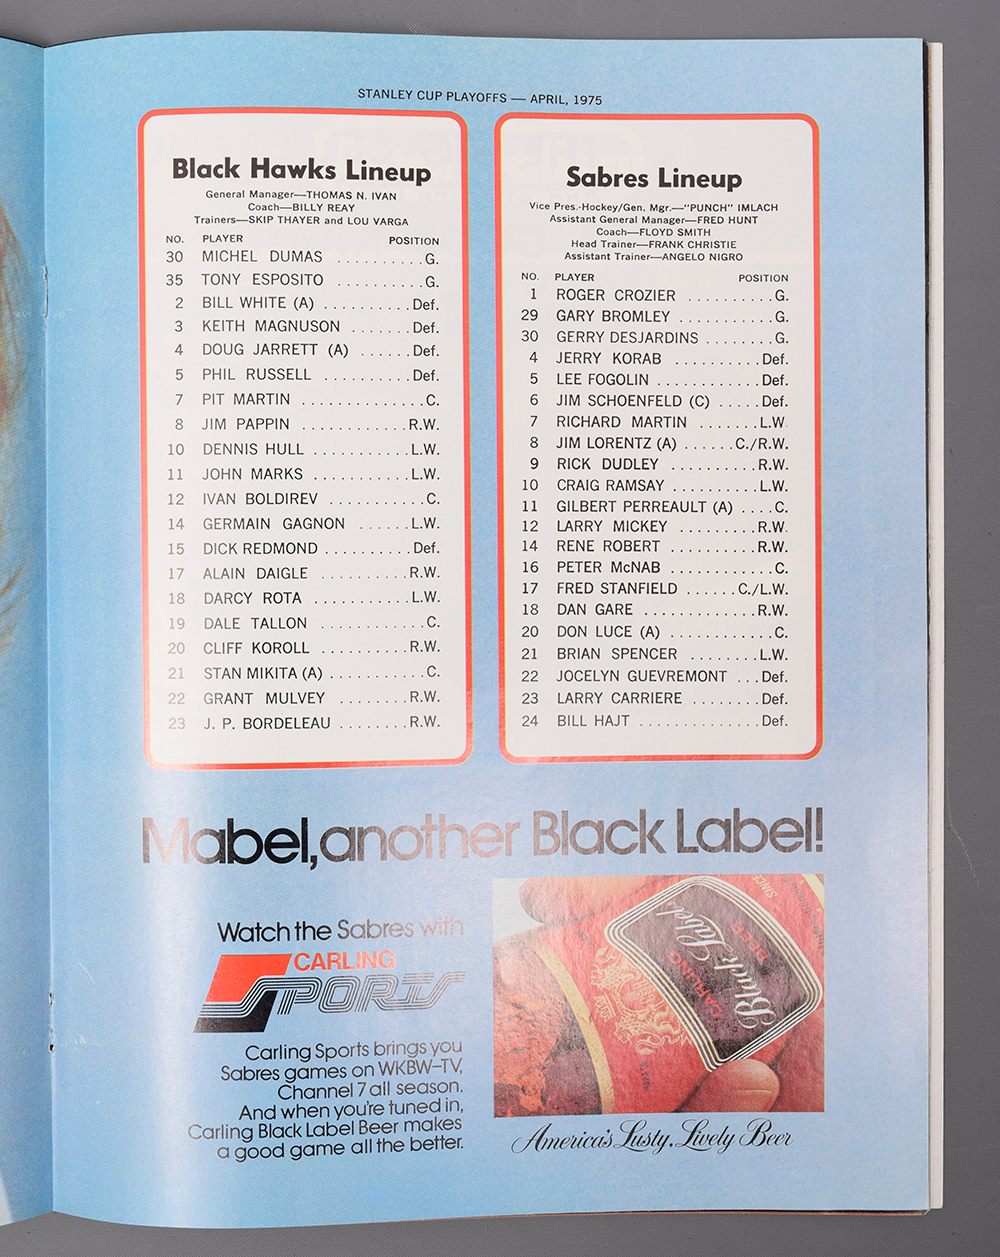 STANLEY CUP PLAYOFFS — APRIL, 1975
Black Hawks Lineup
General Manager—THOMAS N. IVAN
Coach—BILLY REAY
Trainers—SKIP THAYER and LOU VARGA
NO. PLAYER POSITION
30 MICHEL DUMAS ..........G.
35 TONY ESPOSITO ..........G.
2 BILL WHITE (A) ..........Def.
3 KEITH MAGNUSON .......Def.
4 DOUG JARRETT (A) ......Def.
5 PHIL RUSSELL ..........Def.
7 PIT MARTIN ..............C.
8 JIM PAPPIN ............R.W.
10 DENNIS HULL ...........L.W.
11 JOHN MARKS ............L.W.
12 IVAN BOLDIREV ...........C.
14 GERMAIN GAGNON ......L.W.
15 DICK REDMOND ..........Def.
17 ALAIN DAIGLE ..........R.W.
18 DARCY ROTA ...........L.W.
19 DALE TALLON ............C.
20 CLIFF KOROLL ..........R.W.
21 STAN MIKITA (A) ...........C.
22 GRANT MULVEY ........R.W.
23 J. P. BORDELEAU ........R.W.
Sabres Lineup
Vice Pres.-Hockey/Gen. Mgr.—"PUNCH" IMLACH
Assistant General Manager—FRED HUNT
Coach—FLOYD SMITH
Head Trainer—FRANK CHRISTIE
Assistant Trainer—ANGELO NIGRO
NO. PLAYER POSITION
1 ROGER CROZIER ..........G.
29 GARY BROMLEY ...........G.
30 GERRY DESJARDINS ........G.
4 JERRY KORAB ..........Def.
5 LEE FOGOLIN ............Def.
6 JIM SCHOENFELD (C) .....Def.
7 RICHARD MARTIN .......L.W.
8 JIM LORENTZ (A) ......C./R.W.
9 RICK DUDLEY ..........R.W.
10 CRAIG RAMSAY ..........L.W.
11 GILBERT PERREAULT (A) ....C.
12 LARRY MICKEY ..........R.W.
14 RENE ROBERT ..........R.W.
16 PETER McNAB ............C.
17 FRED STANFIELD ......C./L.W.
18 DAN GARE ............R.W.
20 DON LUCE (A) ............C.
21 BRIAN SPENCER ........L.W.
22 JOCELYN GUEVREMONT ...Def.
23 LARRY CARRIERE ........Def.
24 BILL HAJT ..............Def.
Mabel, another Black Label!
Watch the Sabres with
CARLING
SPORTS
Carling Sports brings you
Sabres games on WKBW-TV,
Channel 7 all season.
And when you're tuned in,
Carling Black Label Beer makes
a good game all the better.
CARLING
Black Label
BEER
SINCE
America's Lusty, Lively Beer